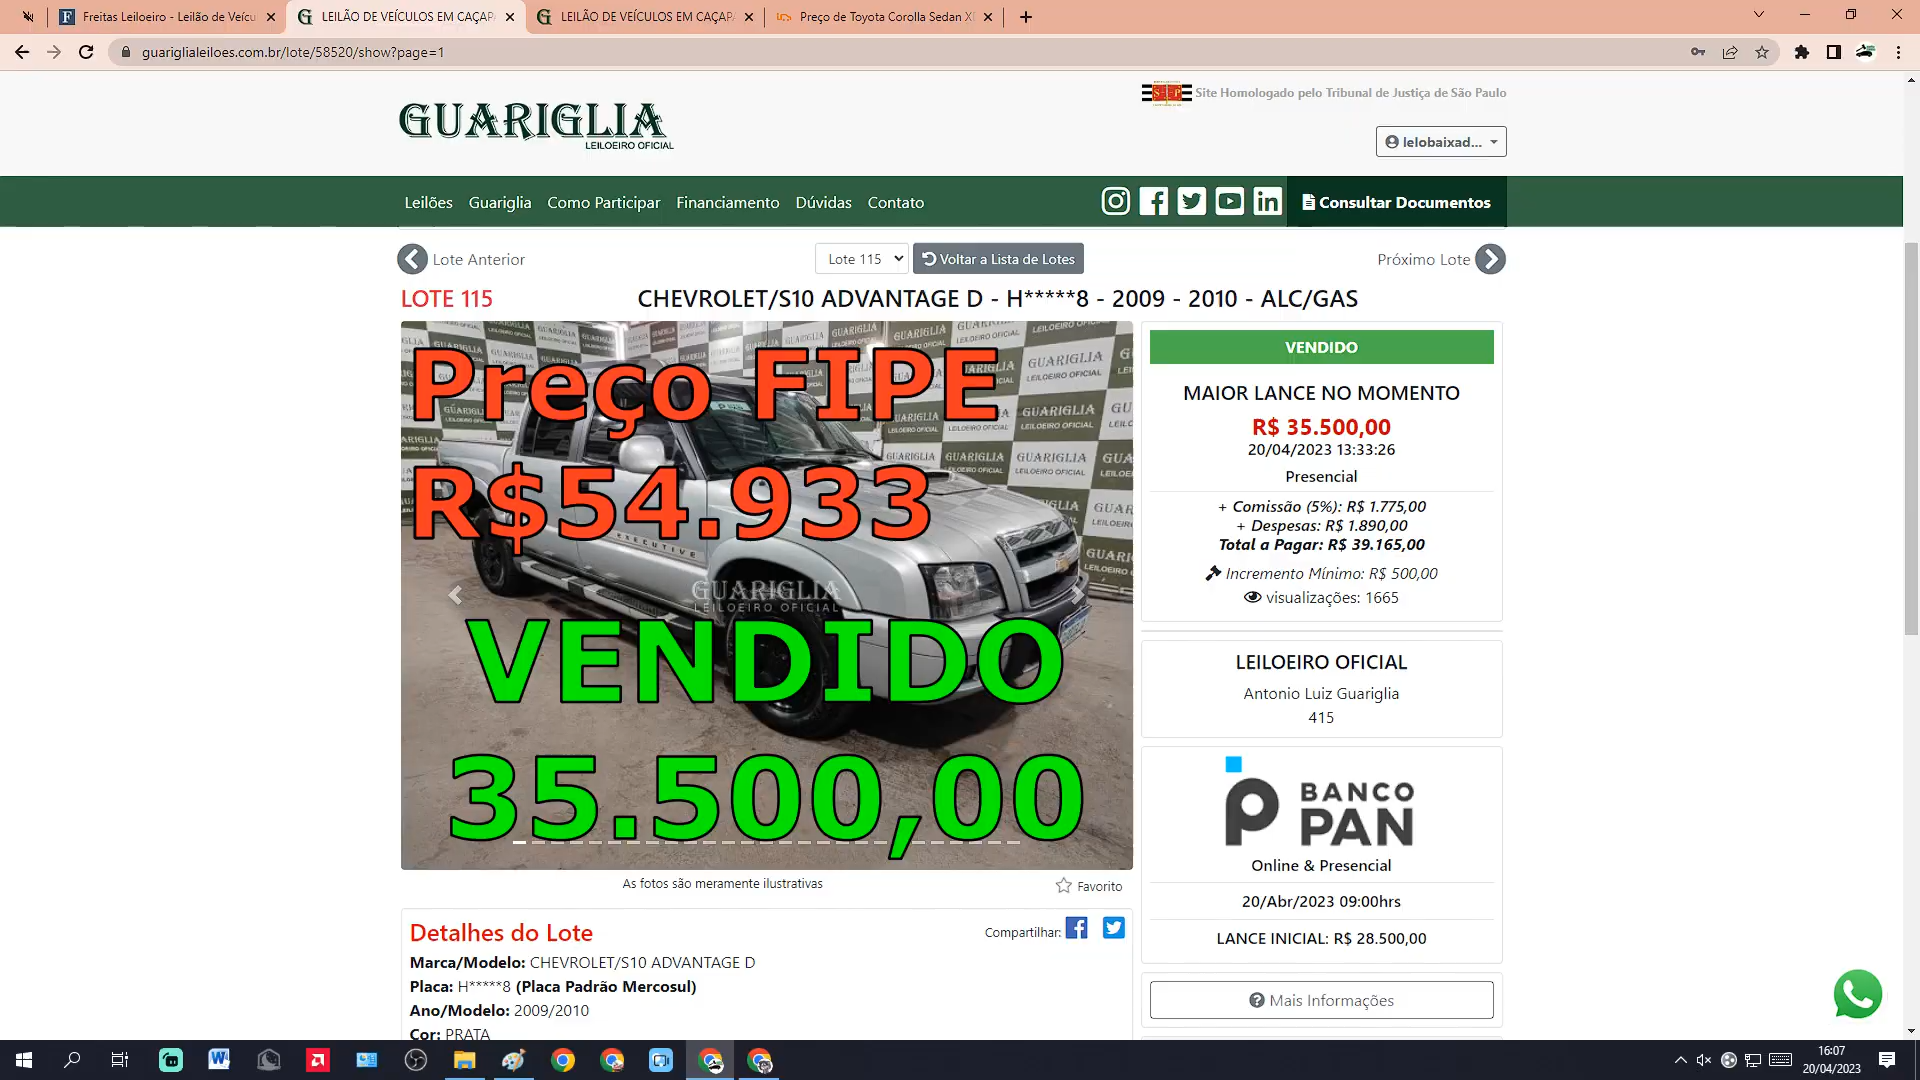 Freitas Leiloeiro - Leilão de Veícu
LEILÃO DE VEÍCULOS EM CAÇAPA
LEILÃO DE VEÍCULOS EM CAÇAPA
Preço de Toyota Corolla Sedan X
guariglialeiloes.com.br/lote/58520/show?page=1
GUARIGLIA
LEILOEIRO OFICIAL
Site Homologado pelo Tribunal de Justiça de São Paulo
lelobaixad...
Leilões
Guariglia
Como Participar
Financiamento
Dúvidas
Contato
Consultar Documentos
Lote Anterior
Lote 115
Voltar a Lista de Lotes
Próximo Lote
LOTE 115
CHEVROLET/S10 ADVANTAGE D - H*****8 - 2009 - 2010 - ALC/GAS
Preço FIPE
R$54.933
EXECUTIVE
GUARIGLIA
LEILOEIRO OFICIAL
VENDIDO
35.500,00
As fotos são meramente ilustrativas
Favorito
VENDIDO
MAIOR LANCE NO MOMENTO
R$ 35.500,00
20/04/2023 13:33:26
Presencial
+ Comissão (5%): R$ 1.775,00
+ Despesas: R$ 1.890,00
Total a Pagar: R$ 39.165,00
Incremento Mínimo: R$ 500,00
visualizações: 1665
LEILOEIRO OFICIAL
Antonio Luiz Guariglia
415
BANCO
PAN
Online & Presencial
20/Abr/2023 09:00hrs
LANCE INICIAL: R$ 28.500,00
Mais Informações
Detalhes do Lote
Compartilhar:
Marca/Modelo: CHEVROLET/S10 ADVANTAGE D
Placa: H*****8 (Placa Padrão Mercosul)
Ano/Modelo: 2009/2010
Cor: PRATA
16:07
20/04/2023